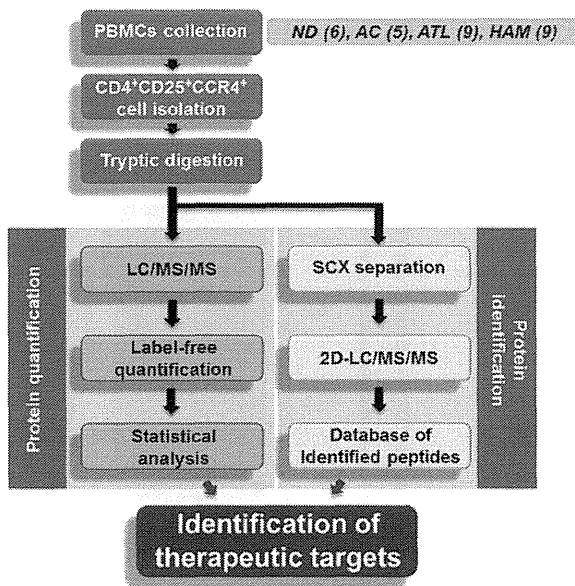 PBMCs collection
ND (6), AC (5), ATL (9), HAM (9)
CD4⁺CD25⁺CCR4⁺
cell isolation
Tryptic digestion
Protein quantification
LC/MS/MS
Label-free
quantification
Statistical
analysis
SCX separation
2D-LC/MS/MS
Database of
Identified peptides
Protein
identification
Identification of
therapeutic targets